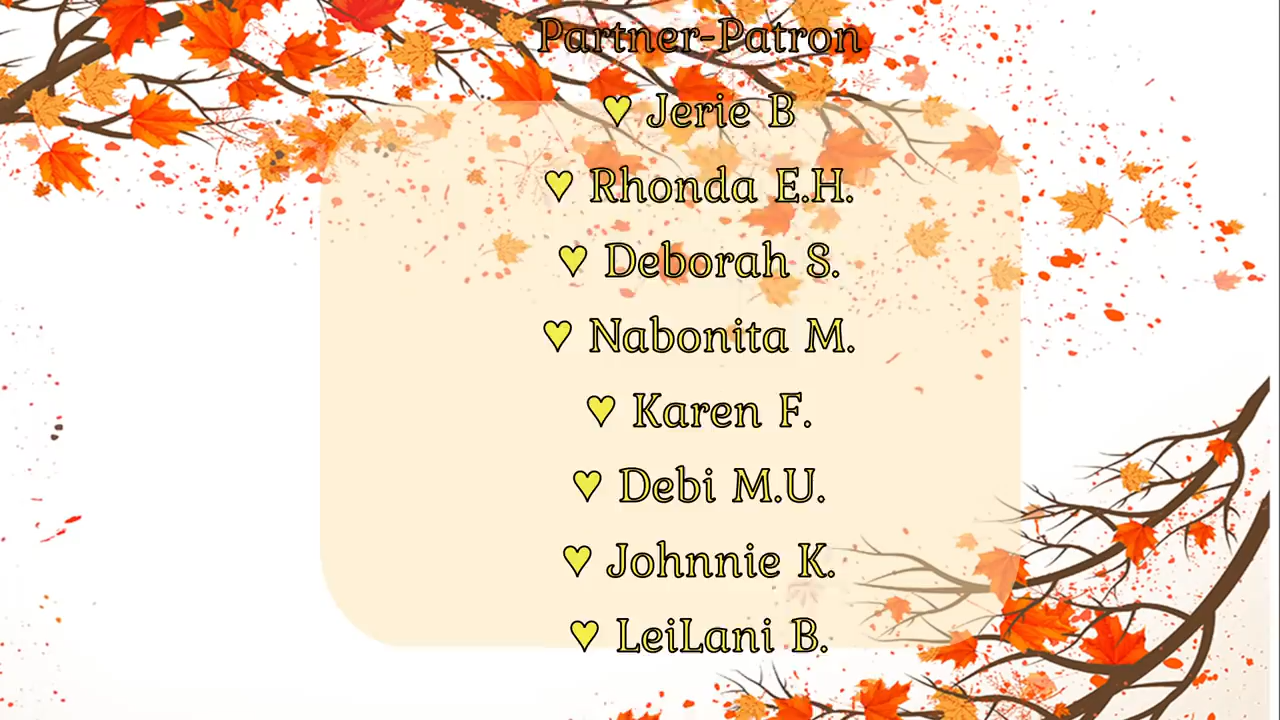 Partner-Patron
♥ Jerie B
♥ Rhonda E.H.
♥ Deborah S.
♥ Nabonita M.
♥ Karen F.
♥ Debi M.U.
♥ Johnnie K.
♥ LeiLani B.